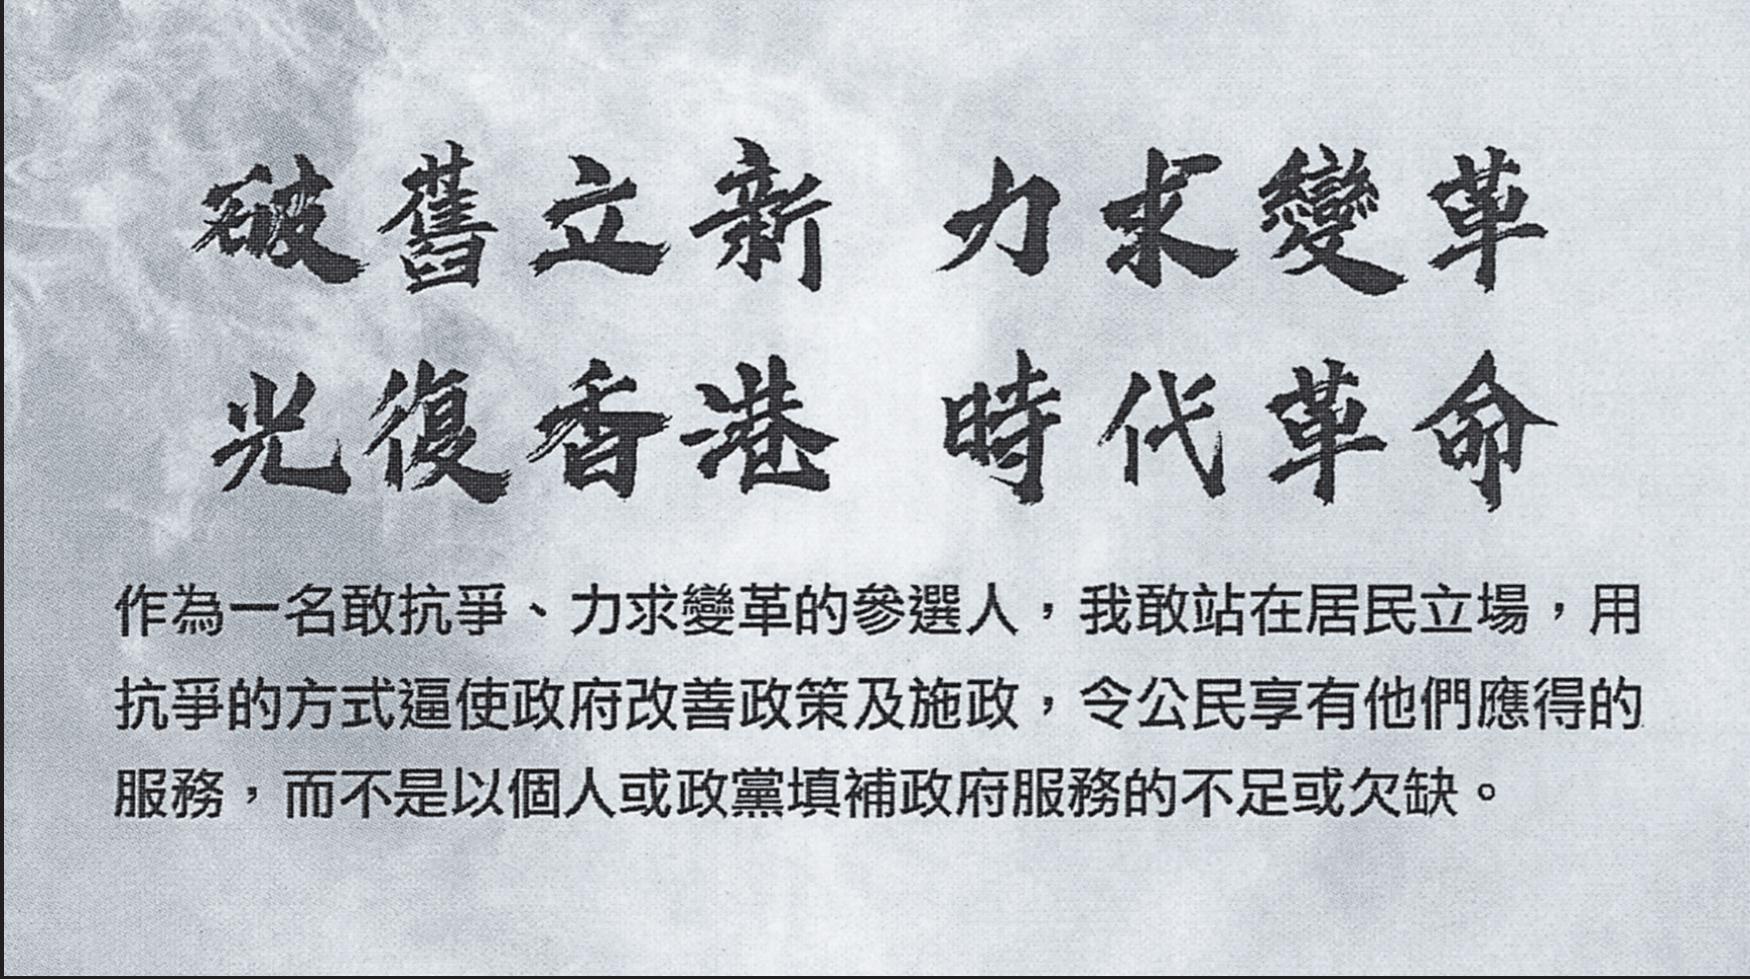 破舊立新 力求變革
光復香港 時代革命
作為一名敢抗爭、力求變革的參選人，我敢站在居民立場，用
抗爭的方式逼使政府改善政策及施政，令公民享有他們應得的
服務，而不是以個人或政黨填補政府服務的不足或欠缺。